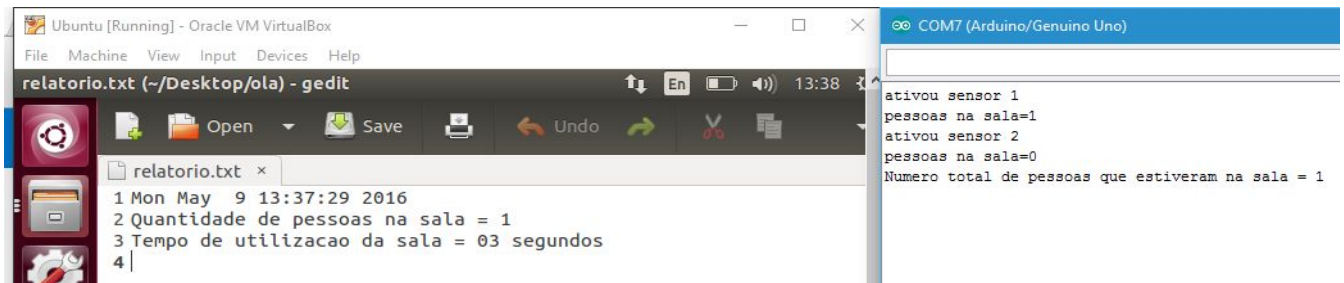 Ubuntu [Running] - Oracle VM VirtualBox
File Machine View Input Devices Help
relatorio.txt (~/Desktop/ola) - gedit En 13:38
Open Save Undo
relatorio.txt ×
1 Mon May  9 13:37:29 2016
2 Quantidade de pessoas na sala = 1
3 Tempo de utilizacao da sala = 03 segundos
4
COM7 (Arduino/Genuino Uno)
ativou sensor 1
pessoas na sala=1
ativou sensor 2
pessoas na sala=0
Numero total de pessoas que estiveram na sala = 1